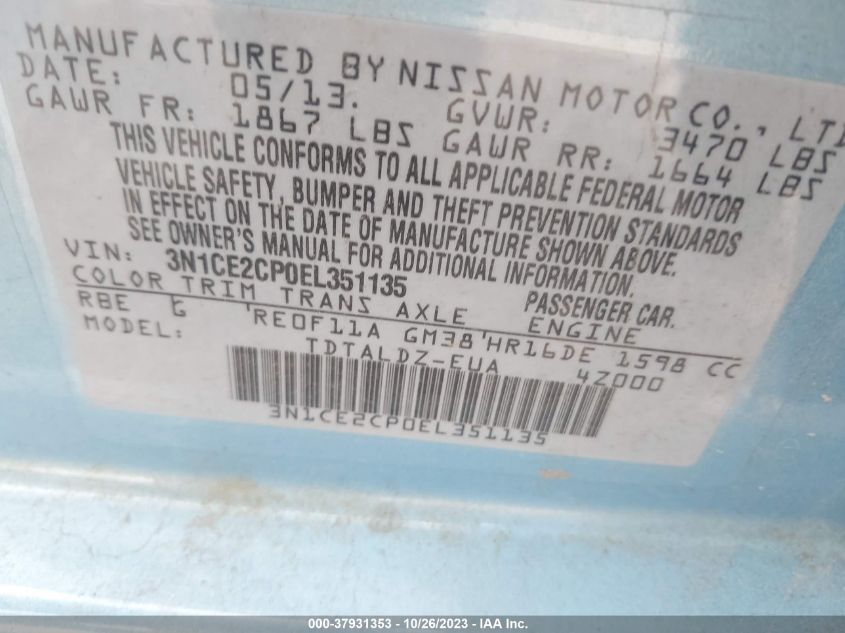 MANUFACTURED BY NISSAN MOTOR CO., LTD
DATE: 05/13. GVWR: 3470 LBS
GAWR FR: 1867 LBS GAWR RR: 1664 LBS
THIS VEHICLE CONFORMS TO ALL APPLICABLE FEDERAL MOTOR
VEHICLE SAFETY, BUMPER AND THEFT PREVENTION STANDARDS
IN EFFECT ON THE DATE OF MANUFACTURE SHOWN ABOVE.
SEE OWNER'S MANUAL FOR ADDITIONAL INFORMATION.
VIN: 3N1CE2CP0EL351135 PASSENGER CAR.
COLOR TRIM TRANS AXLE ENGINE
RBE G RE0F11A GM38 HR16DE 1598 CC
MODEL: TDTALDZ-EUA 4Z000
3N1CE2CP0EL351135
000-37931353 - 10/26/2023 - IAA Inc.